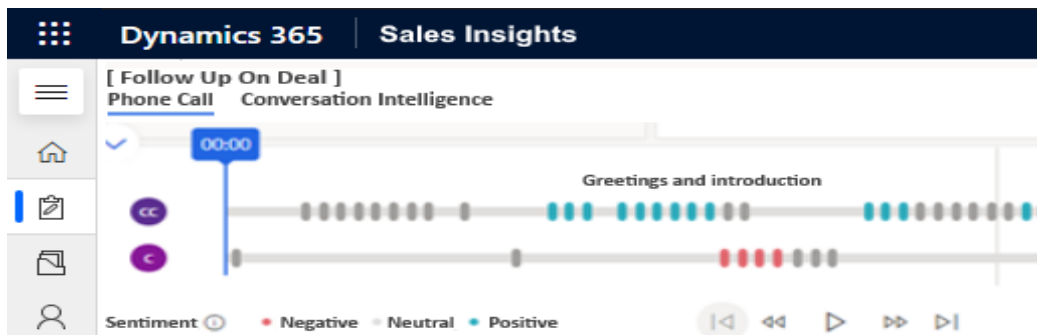 Dynamics 365 Sales Insights
[ Follow Up On Deal ]
Phone Call Conversation Intelligence
00:00
Greetings and introduction
CC
C
Sentiment Negative Neutral Positive